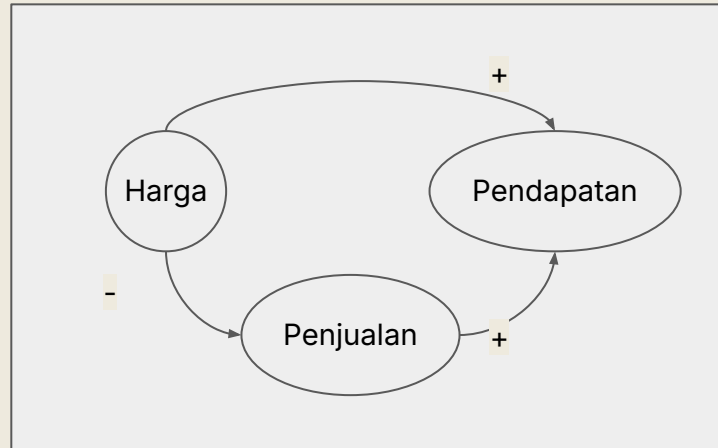 +
Harga
Pendapatan
-
Penjualan
+